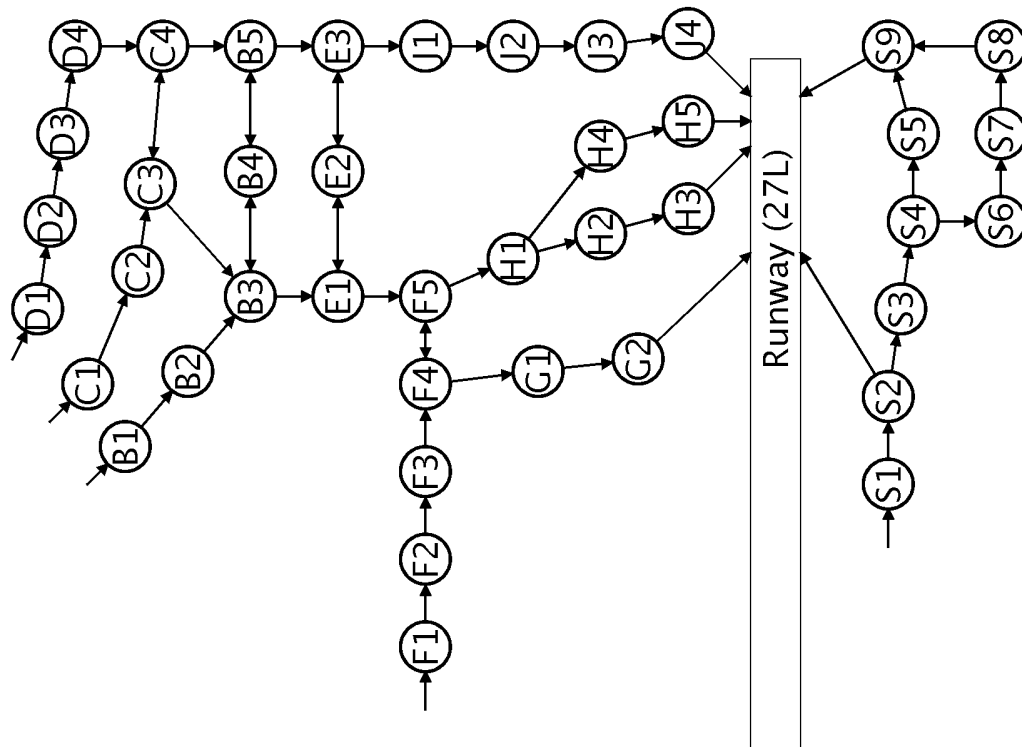 D4
C4
B5
E3
J1
J2
J3
J4
S9
S8
D3
C3
B4
E2
H4
H5
S5
S7
D2
C2
H1
H2
H3
S4
S6
D1
B3
E1
F5
S3
C1
B2
F4
G1
G2
Runway (27L)
S2
B1
F3
S1
F2
F1